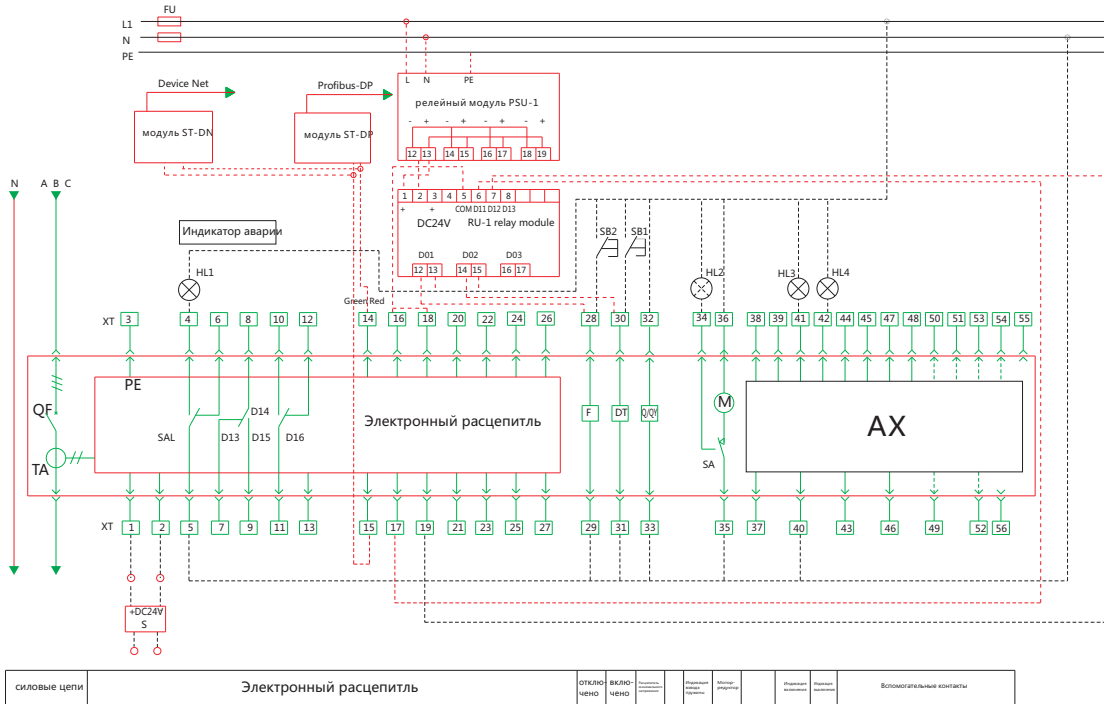 FU
L1
N
PE
Device Net
модуль ST-DN
Profibus-DP
модуль ST-DP
L N PE
релейный модуль PSU-1
- + - + - + - +
12 13 14 15 16 17 18 19
1 2 3 4 5 6 7 8
+ + COM D11 D12 D13
DC24V RU-1 relay module
D01 D02 D03
12 13 14 15 16 17
N A B C
Индикатор аварии
HL1
SB2
SB1
HL2
HL3
HL4
Green Red
XT 3 4 6 8 10 12 14 16 18 20 22 24 26 28 30 32 34 36 38 39 41 42 44 45 47 48 50 51 53 54 55
PE
QF
TA
SAL
D13
D14
D15
D16
Электронный расцепитль
F
DT
Q/QY
M
SA
AX
XT 1 2 5 7 9 11 13 15 17 19 21 23 25 27 29 31 33 35 37 40 43 46 49 52 56
+DC24V
S
силовые цепи
Электронный расцепитль
отклю-
чено
вклю-
чено
Индикация
взвода
пружины
Мотор-
редуктор
Индикация
включения
Вспомогательные контакты